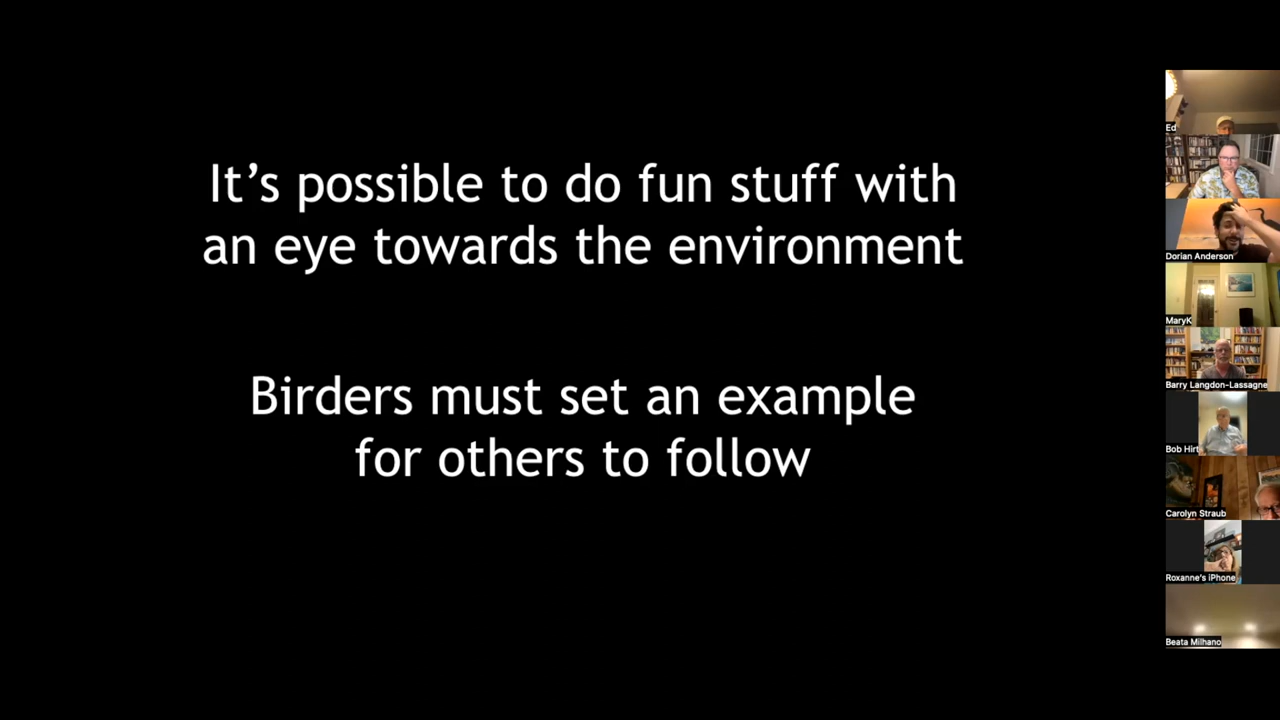 It’s possible to do fun stuff with
an eye towards the environment
Birders must set an example
for others to follow
Ed
Dorian Anderson
MaryK
Barry Langdon-Lassagne
Bob Hirt
Carolyn Straub
Roxanne's iPhone
Beata Milhano